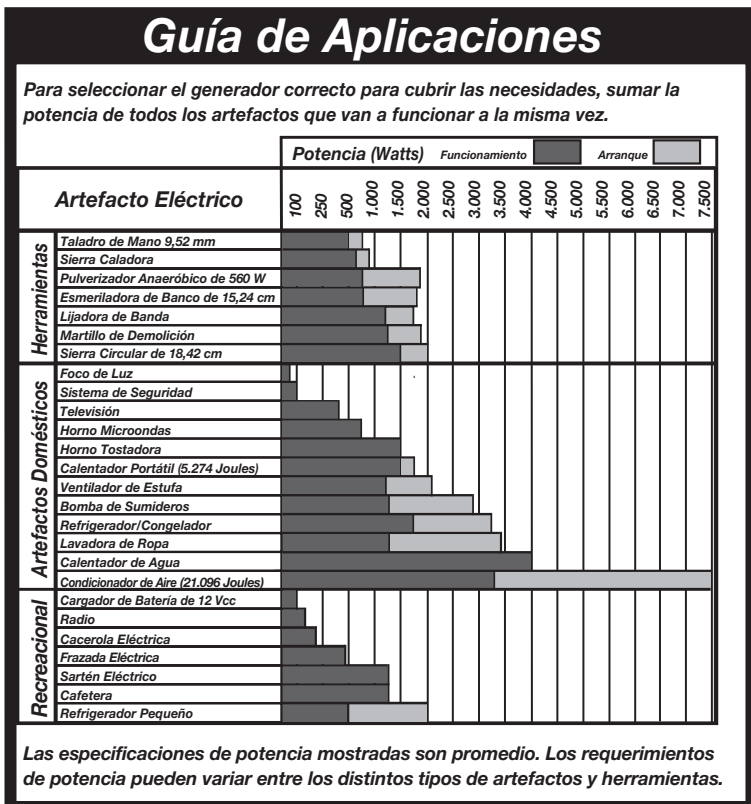 Guía de Aplicaciones
Para seleccionar el generador correcto para cubrir las necesidades, sumar la
potencia de todos los artefactos que van a funcionar a la misma vez.
Potencia (Watts) Funcionamiento Arranque
Artefacto Eléctrico
100 250 500 1.000 1.500 2.000 2.500 3.000 3.500 4.000 4.500 5.000 5.500 6.000 6.500 7.000 7.500
Herramientas
Taladro de Mano 9,52 mm
Sierra Caladora
Pulverizador Anaeróbico de 560 W
Esmeriladora de Banco de 15,24 cm
Lijadora de Banda
Martillo de Demolición
Sierra Circular de 18,42 cm
Artefactos Domésticos
Foco de Luz
Sistema de Seguridad
Televisión
Horno Microondas
Horno Tostadora
Calentador Portátil (5.274 Joules)
Ventilador de Estufa
Bomba de Sumideros
Refrigerador/Congelador
Lavadora de Ropa
Calentador de Agua
Condicionador de Aire (21.096 Joules)
Recreacional
Cargador de Batería de 12 Vcc
Radio
Cacerola Eléctrica
Frazada Eléctrica
Sartén Eléctrico
Cafetera
Refrigerador Pequeño
Las especificaciones de potencia mostradas son promedio. Los requerimientos
de potencia pueden variar entre los distintos tipos de artefactos y herramientas.